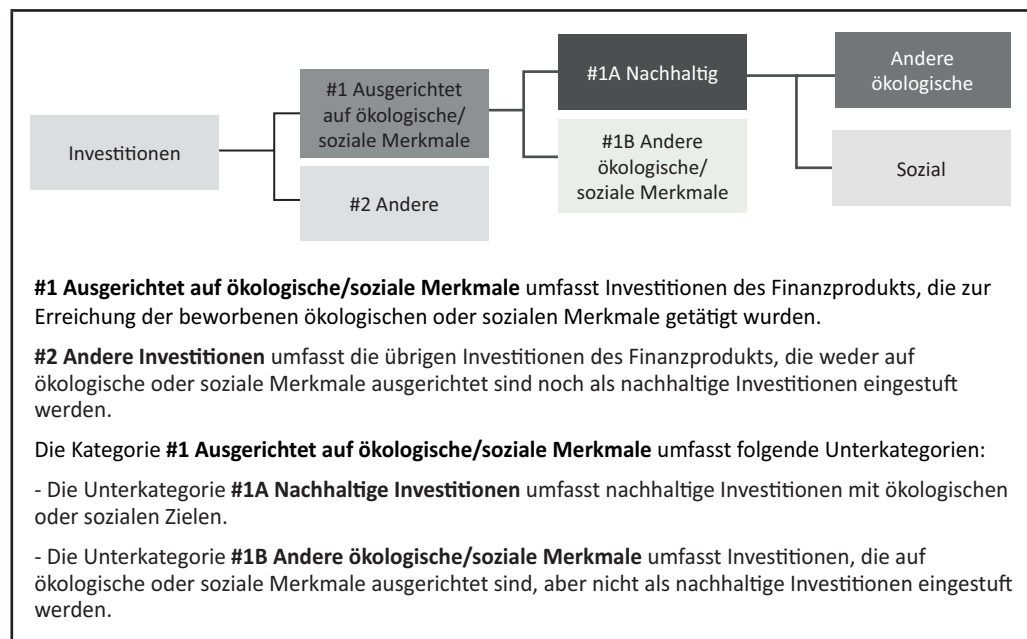 Investitionen
#1 Ausgerichtet
auf ökologische/
soziale Merkmale
#2 Andere
#1A Nachhaltig
#1B Andere
ökologische/
soziale Merkmale
Andere
ökologische
Sozial
#1 Ausgerichtet auf ökologische/soziale Merkmale umfasst Investitionen des Finanzprodukts, die zur
Erreichung der beworbenen ökologischen oder sozialen Merkmale getätigt wurden.
#2 Andere Investitionen umfasst die übrigen Investitionen des Finanzprodukts, die weder auf
ökologische oder soziale Merkmale ausgerichtet sind noch als nachhaltige Investitionen eingestuft
werden.
Die Kategorie #1 Ausgerichtet auf ökologische/soziale Merkmale umfasst folgende Unterkategorien:
- Die Unterkategorie #1A Nachhaltige Investitionen umfasst nachhaltige Investitionen mit ökologischen
oder sozialen Zielen.
- Die Unterkategorie #1B Andere ökologische/soziale Merkmale umfasst Investitionen, die auf
ökologische oder soziale Merkmale ausgerichtet sind, aber nicht als nachhaltige Investitionen eingestuft
werden.